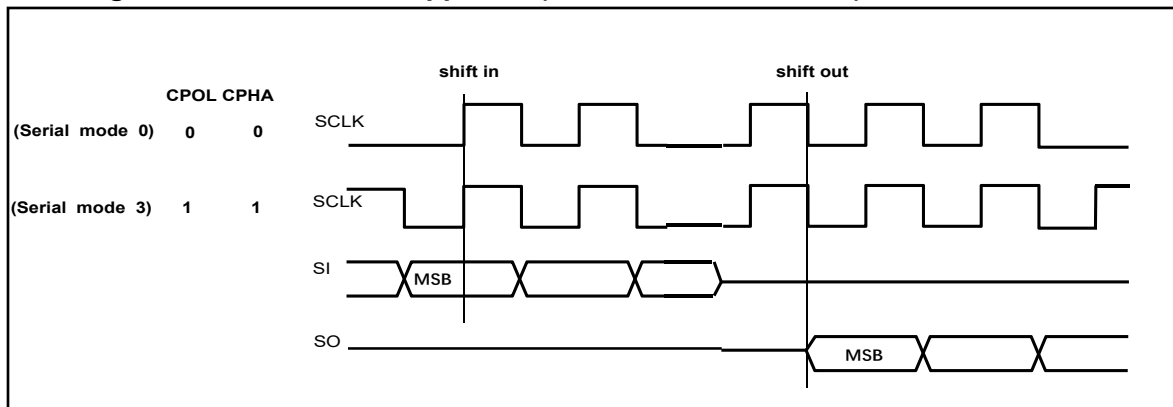 shift in shift out
CPOL CPHA
(Serial mode 0) 0 0 SCLK
(Serial mode 3) 1 1 SCLK
SI MSB
SO MSB